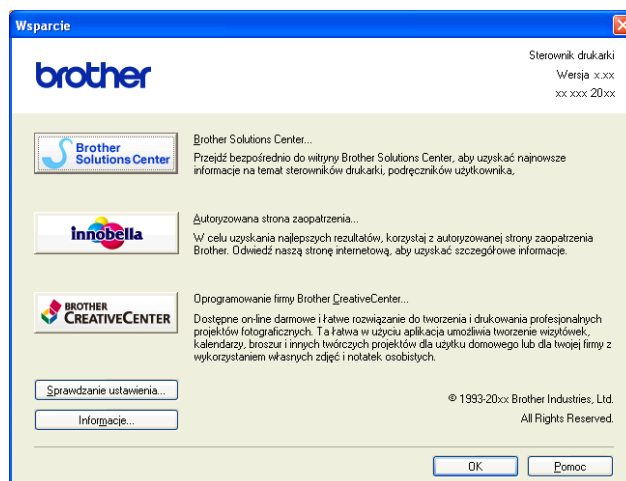 Wsparcie
brother
Sterownik drukarki
Wersja x.xx
xx xxx 20xx
Brother
Solutions Center
Brother Solutions Center...
Przejdź bezpośrednio do witryny Brother Solutions Center, aby uzyskać najnowsze
informacje na temat sterowników drukarki, podręczników użytkownika,
innobella
Autoryzowana strona zaopatrzenia...
W celu uzyskania najlepszych rezultatów, korzystaj z autoryzowanej strony zaopatrzenia
Brother. Odwiedź naszą stronę internetową, aby uzyskać szczegółowe informacje.
BROTHER
CREATIVECENTER
Oprogramowanie firmy Brother CreativeCenter...
Dostępne on-line darmowe i łatwe rozwiązanie do tworzenia i drukowania profesjonalnych
projektów fotograficznych. Ta łatwa w użyciu aplikacja umożliwia tworzenie wizytówek,
kalendarzy, broszur i innych twórczych projektów dla użytku domowego lub dla twojej firmy z
wykorzystaniem własnych zdjęć i notatek osobistych.
Sprawdzanie ustawienia...
Informacje...
© 1993-20xx Brother Industries, Ltd.
All Rights Reserved.
OK
Pomoc